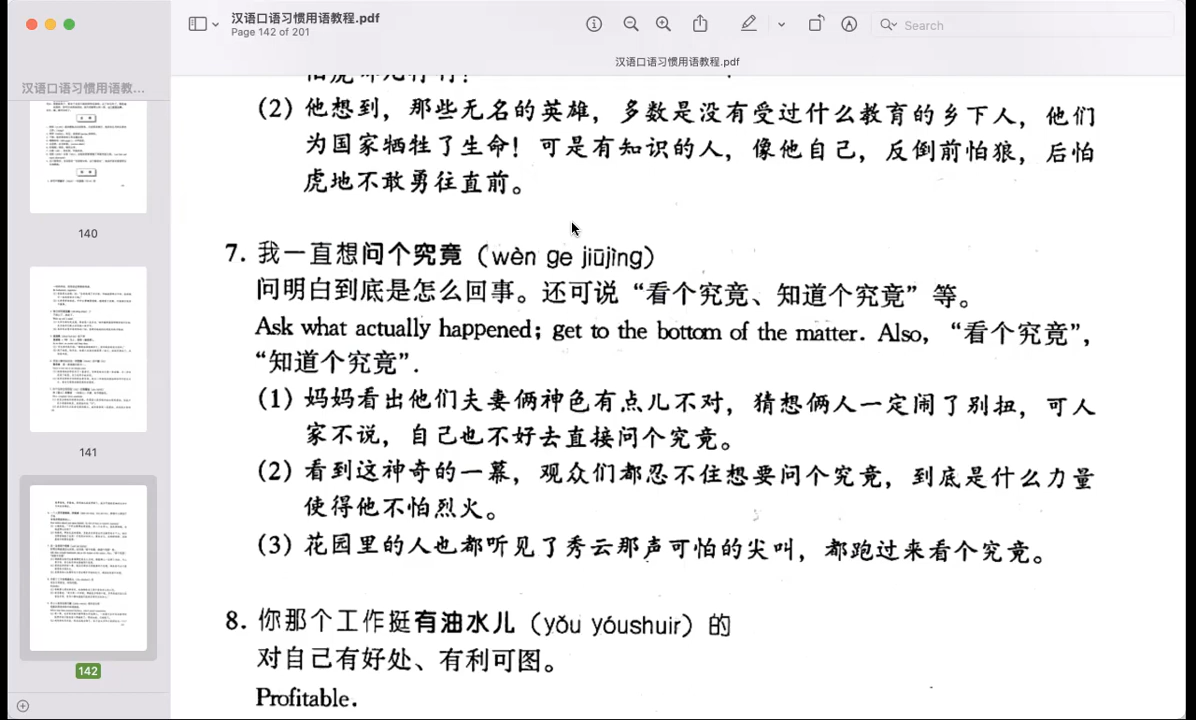 汉语口语习惯用语教程.pdf
Page 142 of 201
Search
汉语口语习惯用语教程.pdf
汉语口语习惯用语教...
140
141
142
(2) 他想到，那些无名的英雄，多数是没有受过什么教育的乡下人，他们
为国家牺牲了生命！可是有知识的人，像他自己，反倒前怕狼，后怕
虎地不敢勇往直前。
7. 我一直想问个究竟（wèn ge jiūjìng）
问明白到底是怎么回事。还可说“看个究竟、知道个究竟”等。
Ask what actually happened; get to the bottom of the matter. Also, “看个究竟”,
“知道个究竟”.
(1) 妈妈看出他们夫妻俩神色有点儿不对，猜想俩人一定闹了别扭，可人
家不说，自己也不好去直接问个究竟。
(2) 看到这神奇的一幕，观众们都忍不住想要问个究竟，到底是什么力量
使得他不怕烈火。
(3) 花园里的人也都听见了秀云那声可怕的尖叫，都跑过来看个究竟。
8. 你那个工作挺有油水儿（yǒu yóushuir）的
对自己有好处、有利可图。
Profitable.